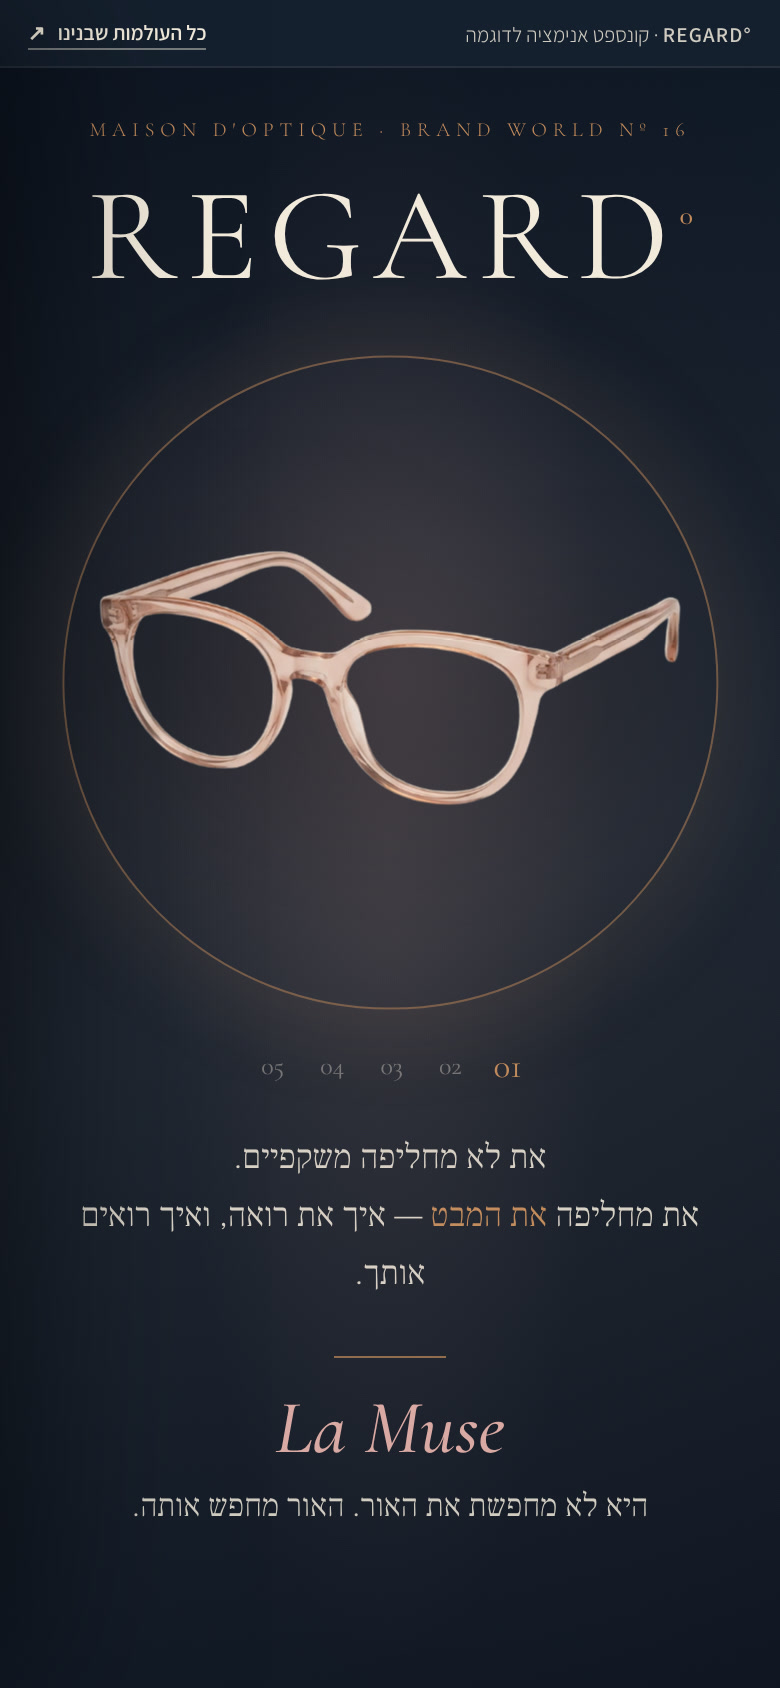 REGARD° · קונספט אנימציה לדוגמה
כל העולמות שבנינו ↗
MAISON D'OPTIQUE · BRAND WORLD Nº 16
REGARD°
01 02 03 04 05
את לא מחליפה משקפיים.
את מחליפה את המבט — איך את רואה, ואיך רואים
אותך.
La Muse
היא לא מחפשת את האור. האור מחפש אותה.